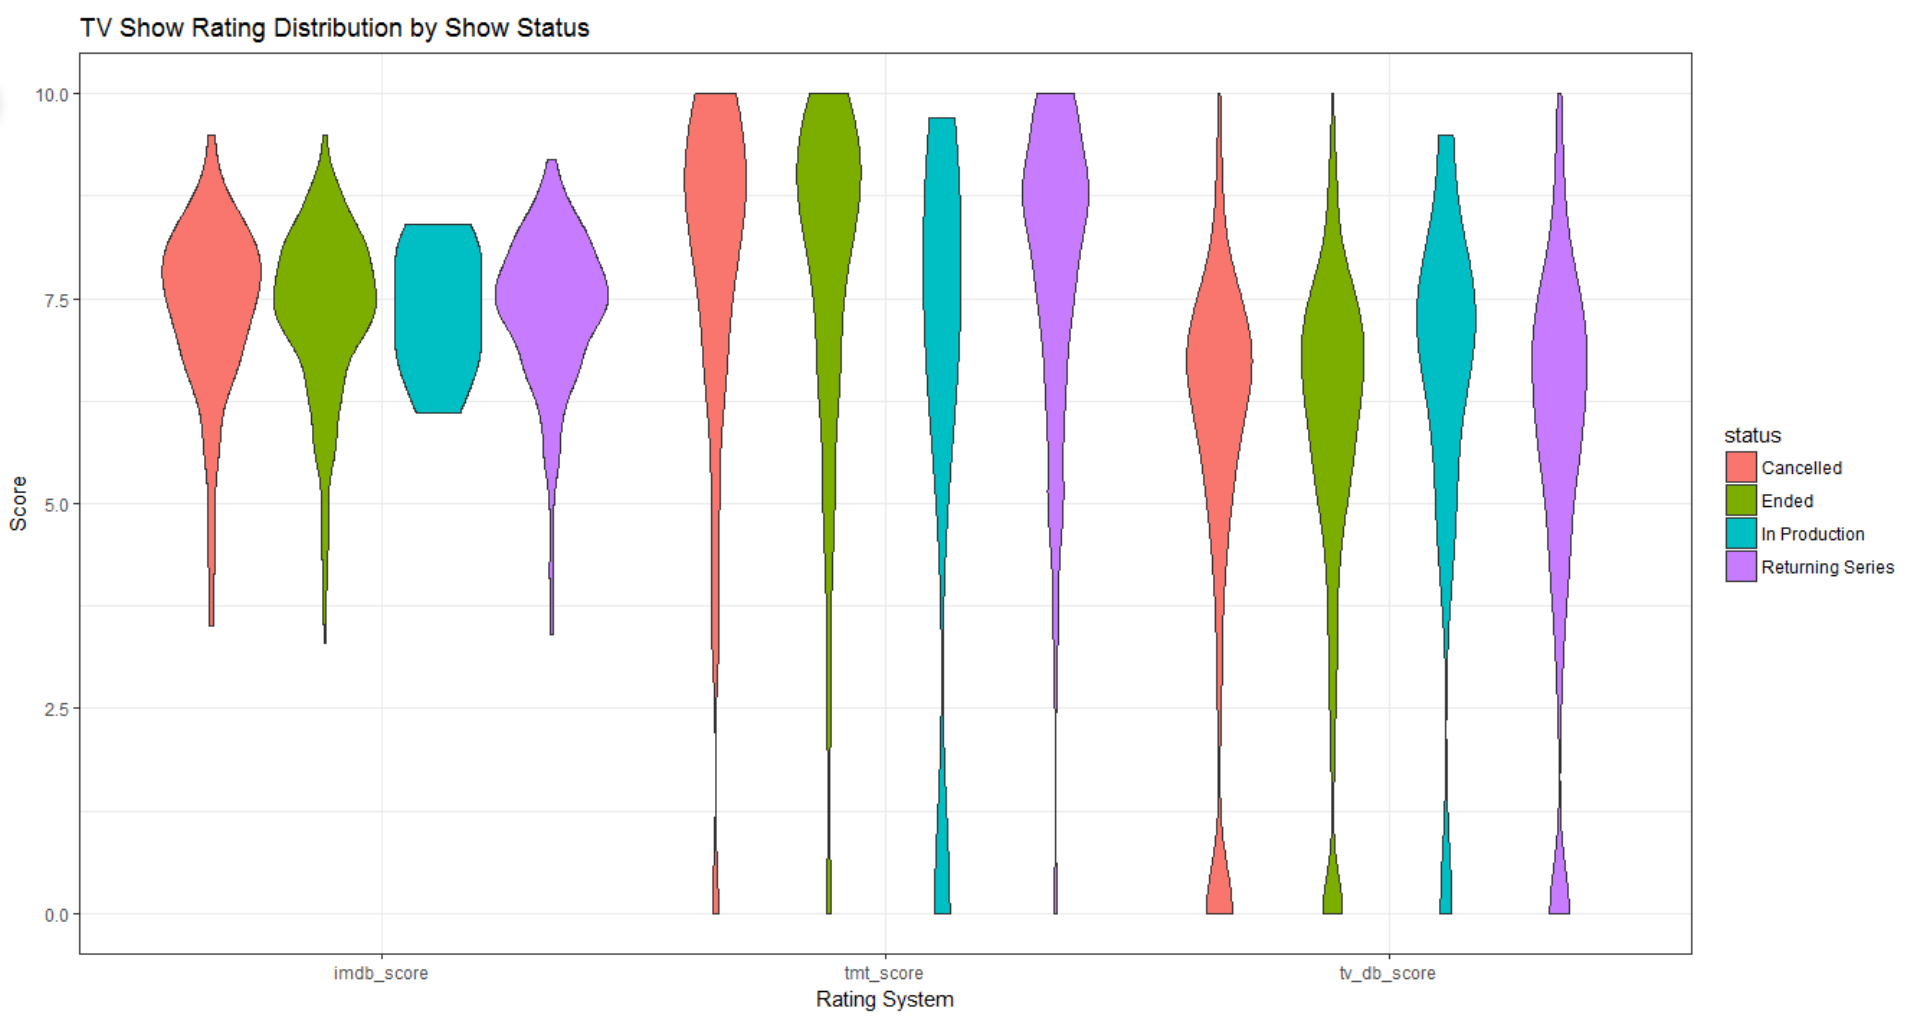 TV Show Rating Distribution by Show Status
10.0
7.5
5.0
2.5
0.0
Score
imdb_score
tmt_score
tv_db_score
Rating System
status
Cancelled
Ended
In Production
Returning Series